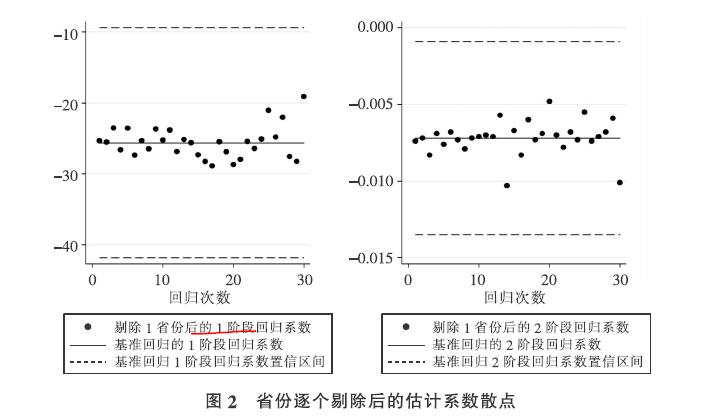 -10
-20
-30
-40
0
10
20
30
回归次数
剔除1省份后的1阶段回归系数
基准回归的1阶段回归系数
基准回归1阶段回归系数置信区间
0.000
-0.005
-0.010
-0.015
0
10
20
30
回归次数
剔除1省份后的2阶段回归系数
基准回归的2阶段回归系数
基准回归2阶段回归系数置信区间
图2 省份逐个剔除后的估计系数散点